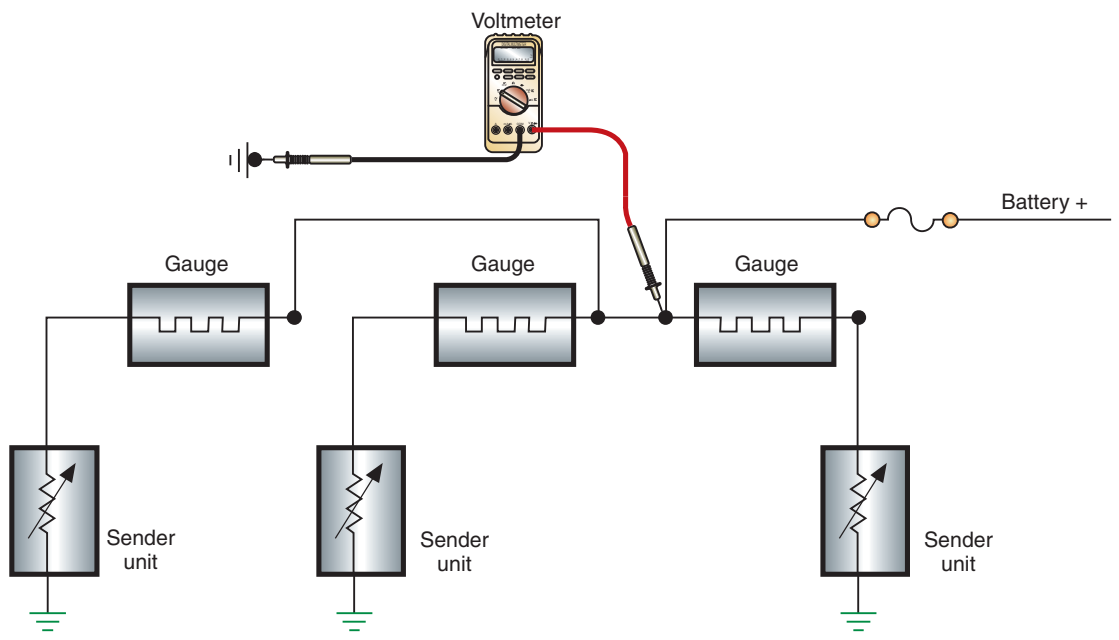 Voltmeter
Battery +
Gauge
Gauge
Gauge
Sender
unit
Sender
unit
Sender
unit